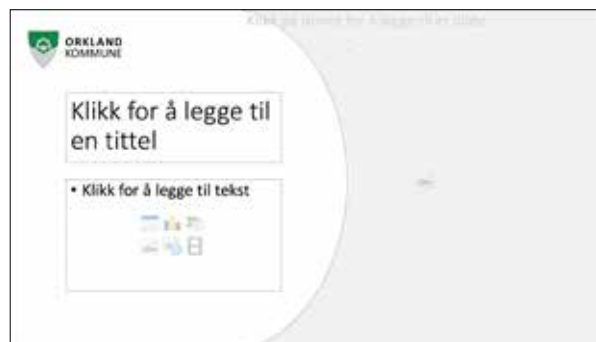 ORKLAND
KOMMUNE
Klikk for å legge til
en tittel
• Klikk for å legge til tekst